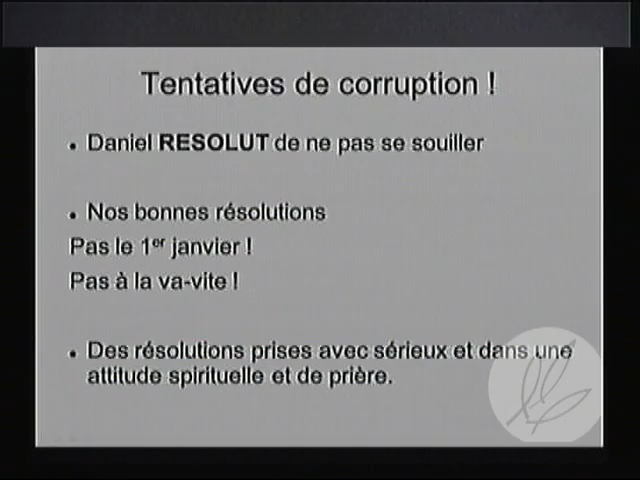 Tentatives de corruption !
• Daniel RESOLUT de ne pas se souiller
• Nos bonnes résolutions
Pas le 1er janvier !
Pas à la va-vite !
• Des résolutions prises avec sérieux et dans une
attitude spirituelle et de prière.